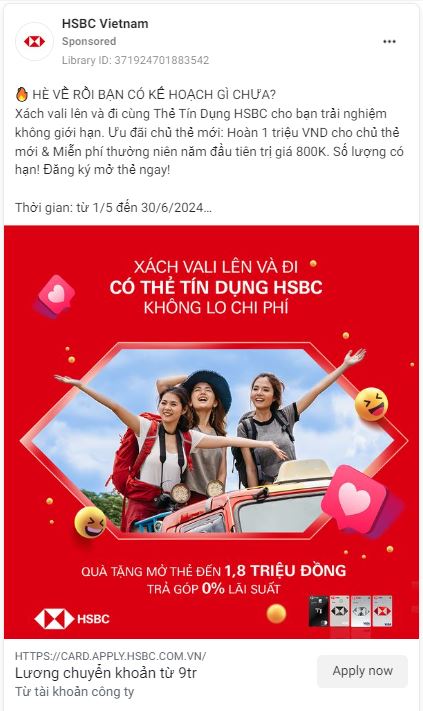 HSBC Vietnam
Sponsored
Library ID: 371924701883542
🔥 HÈ VỀ RỒI BẠN CÓ KẾ HOẠCH GÌ CHƯA?
Xách vali lên và đi cùng Thẻ Tín Dụng HSBC cho bạn trải nghiệm
không giới hạn. Ưu đãi chủ thẻ mới: Hoàn 1 triệu VND cho chủ thẻ
mới & Miễn phí thường niên năm đầu tiên trị giá 800K. Số lượng có
hạn! Đăng ký mở thẻ ngay!
Thời gian: từ 1/5 đến 30/6/2024...
XÁCH VALI LÊN VÀ ĐI
CÓ THẺ TÍN DỤNG HSBC
KHÔNG LO CHI PHÍ
QUÀ TẶNG MỞ THẺ ĐẾN 1,8 TRIỆU ĐỒNG
TRẢ GÓP 0% LÃI SUẤT
HSBC
HTTPS://CARD.APPLY.HSBC.COM.VN/
Lương chuyển khoản từ 9tr
Từ tài khoản công ty
Apply now